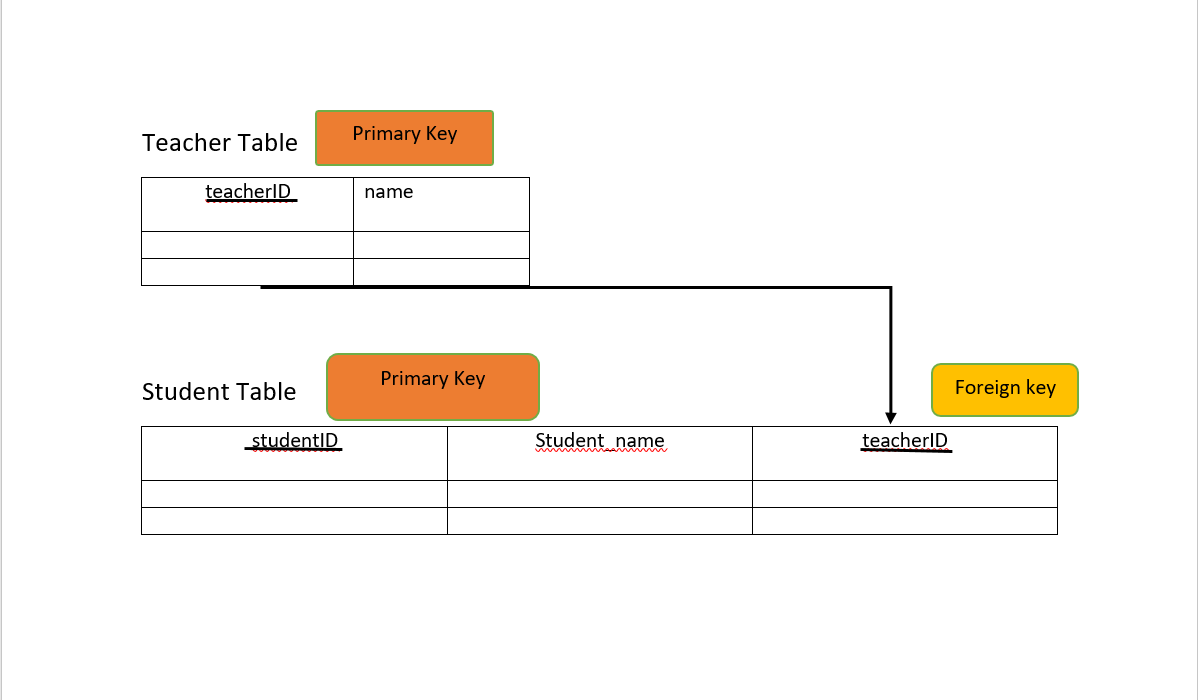 Teacher Table
Primary Key
teacherID
name
Student Table
Primary Key
Foreign key
studentID
Student_name
teacherID